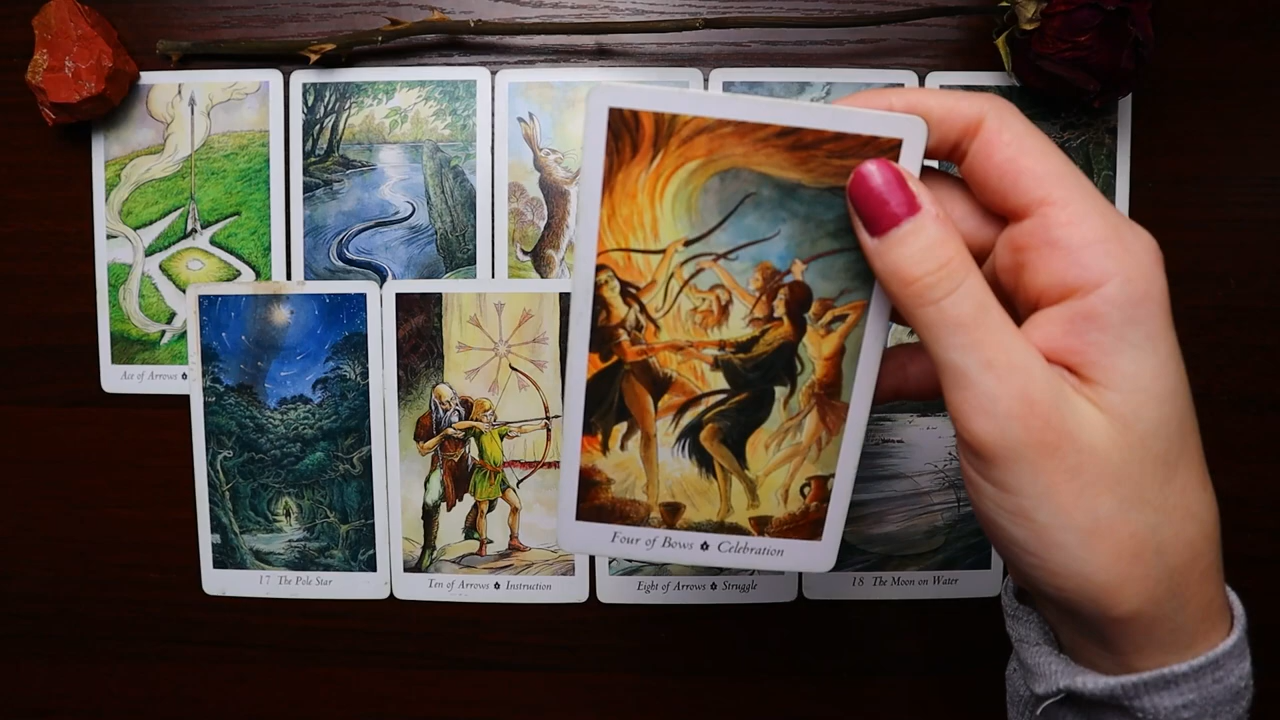 Ace of Arrows
17 The Pole Star
Ten of Arrows Instruction
Four of Bows Celebration
Eight of Arrows Struggle
18 The Moon on Water